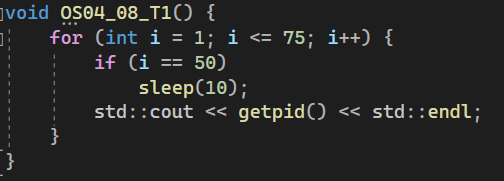 void OS04_08_T1() {
    for (int i = 1; i <= 75; i++) {
        if (i == 50)
            sleep(10);
        std::cout << getpid() << std::endl;
    }
}